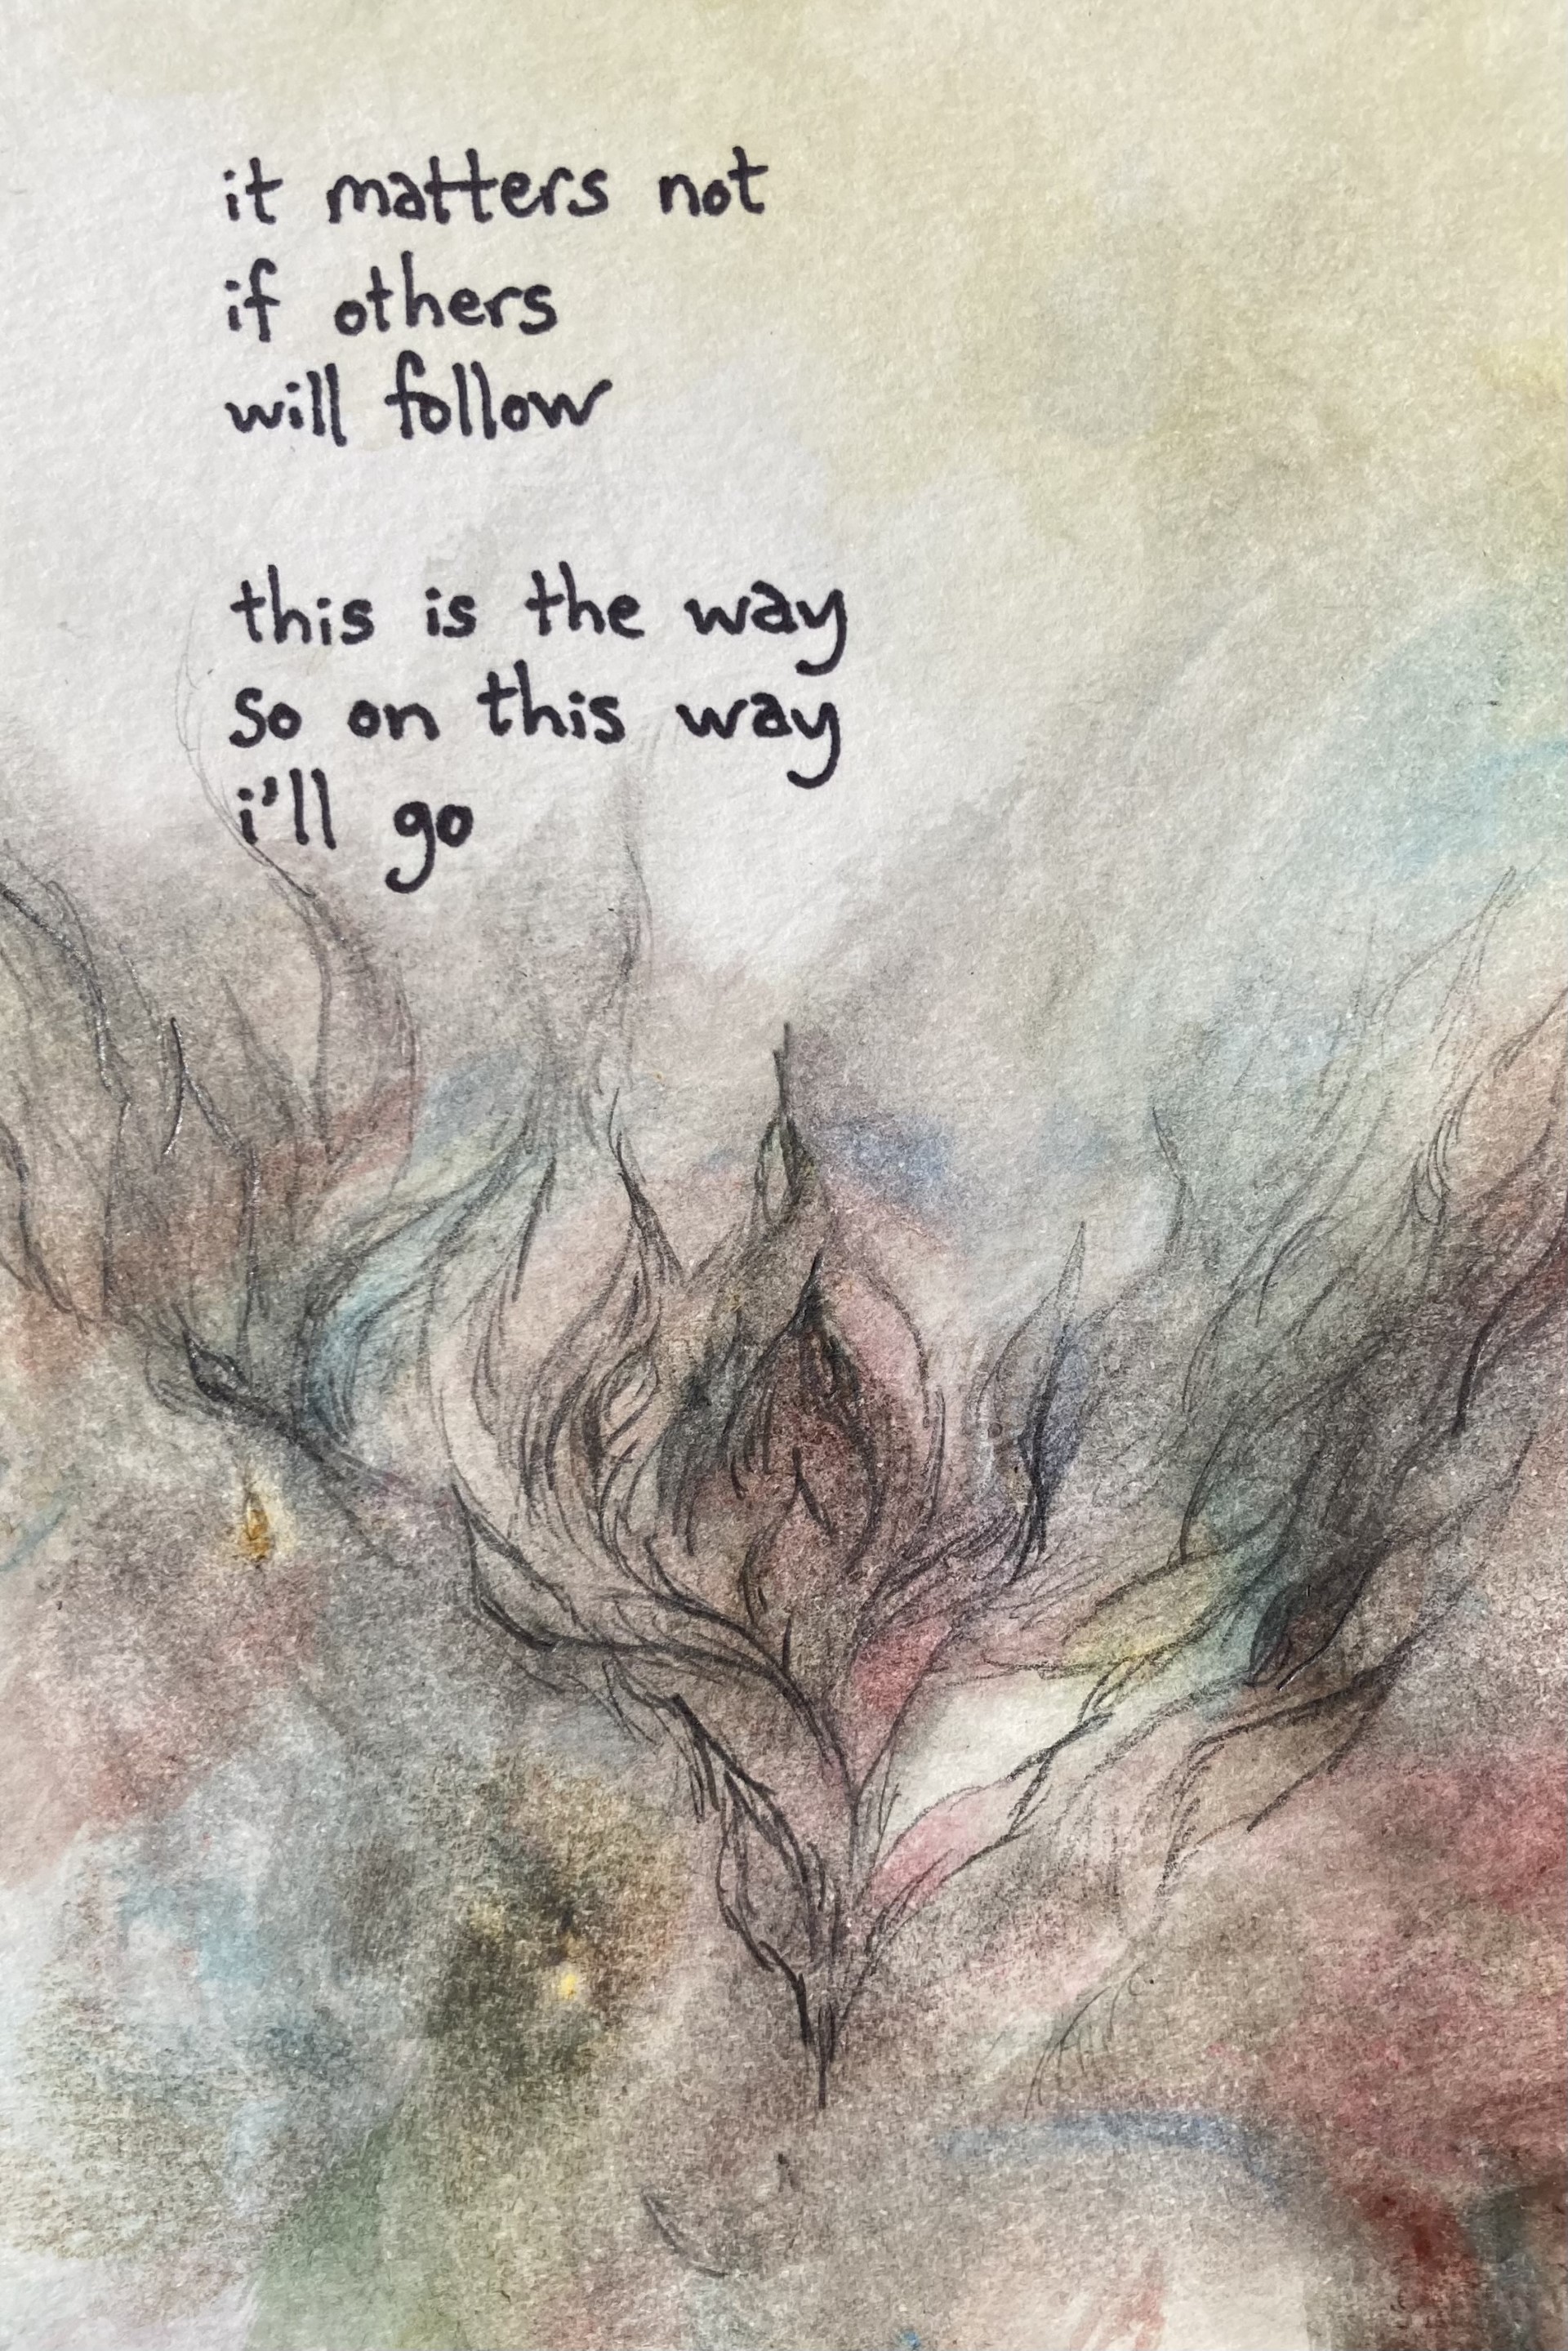 it matters not
if others
will follow
this is the way
so on this way
i'll go